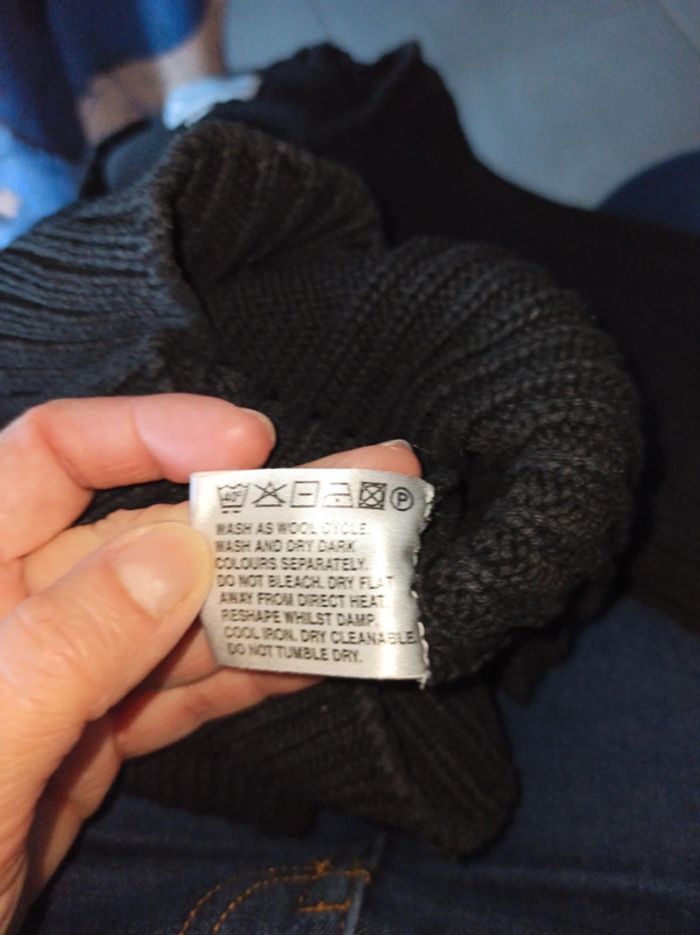 40°
P
WASH AS WOOL CYCLE.
WASH AND DRY DARK
COLOURS SEPARATELY.
DO NOT BLEACH. DRY FLAT
AWAY FROM DIRECT HEAT.
RESHAPE WHILST DAMP.
COOL IRON. DRY CLEANABLE.
DO NOT TUMBLE DRY.